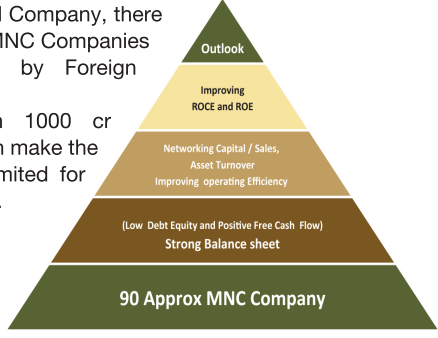 Company, there
MNC Companies
by Foreign
1000 cr
make the
for
Outlook
Improving
ROCE and ROE
Networking Capital / Sales,
Asset Turnover
Improving operating Efficiency
(Low Debt Equity and Positive Free Cash Flow)
Strong Balance sheet
90 Approx MNC Company